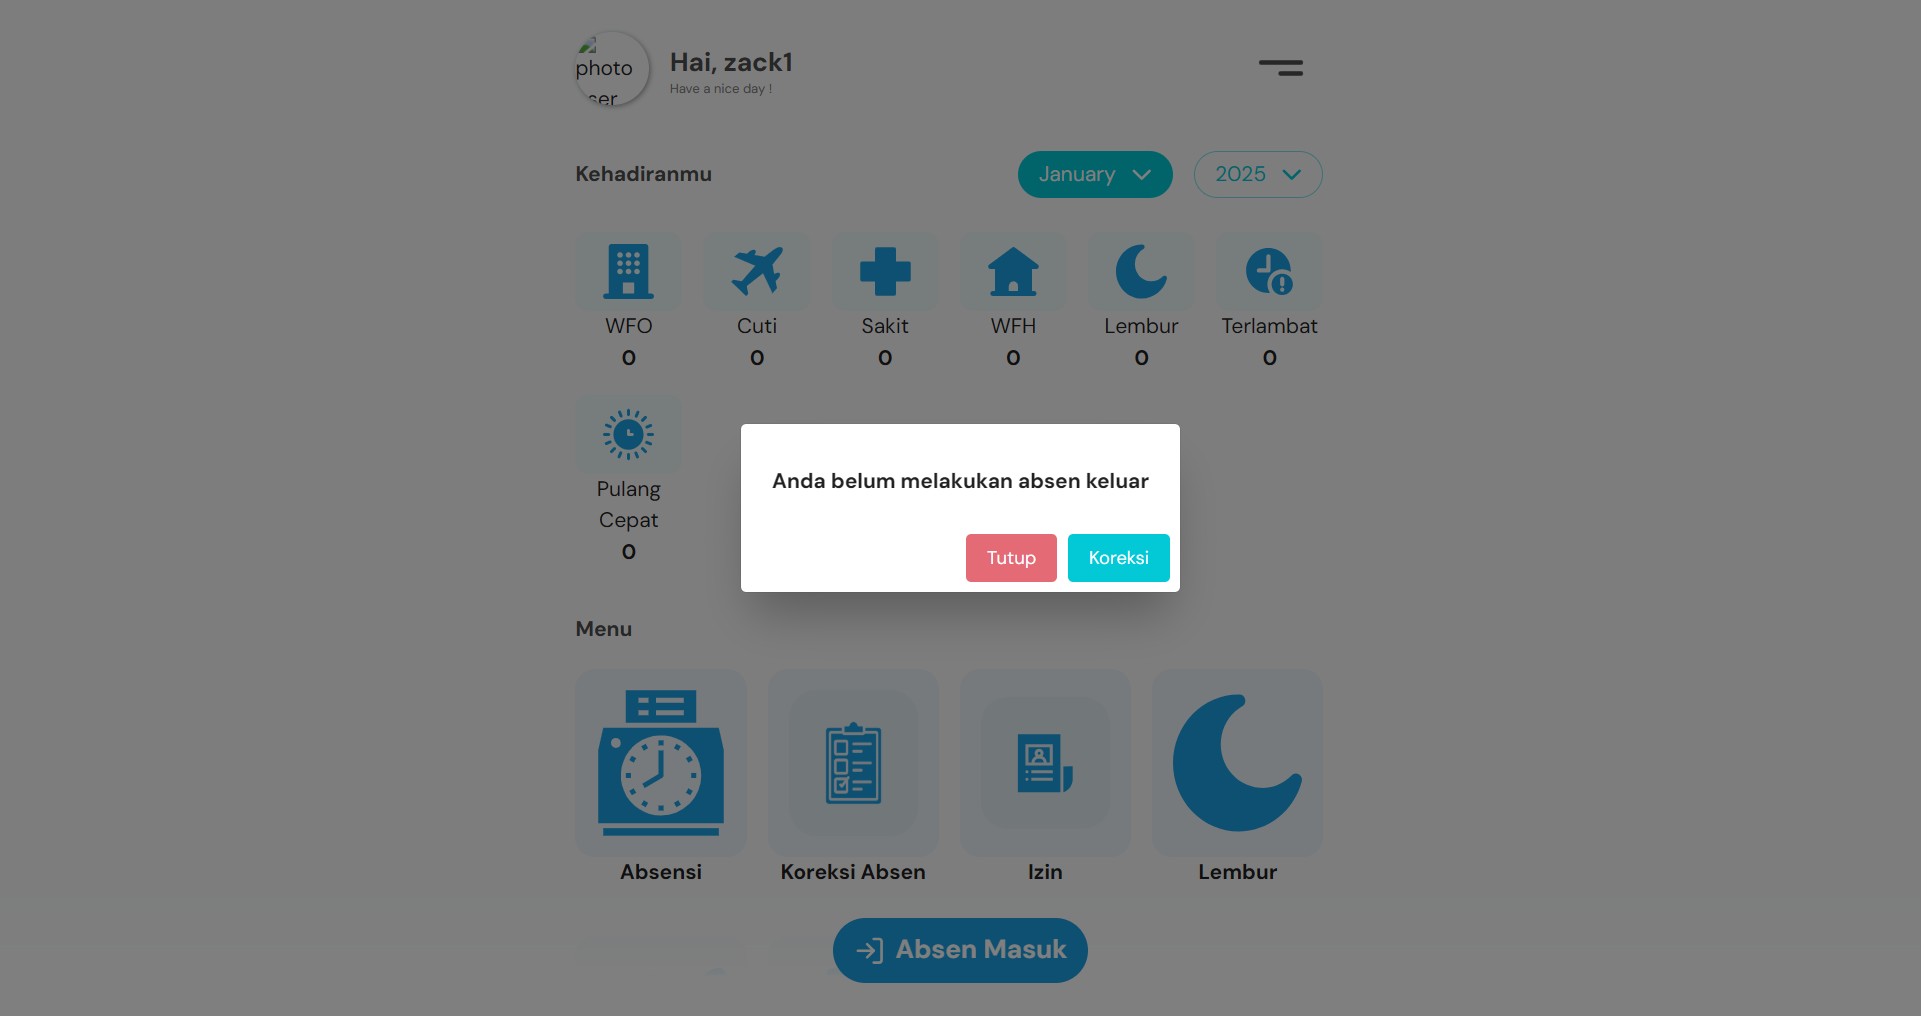 photo
ser
Hai, zack1
Have a nice day !
Kehadiranmu
January
2025
WFO
Cuti
Sakit
WFH
Lembur
Terlambat
0
0
0
0
0
0
Pulang
Cepat
0
Anda belum melakukan absen keluar
Tutup
Koreksi
Menu
Absensi
Koreksi Absen
Izin
Lembur
Absen Masuk